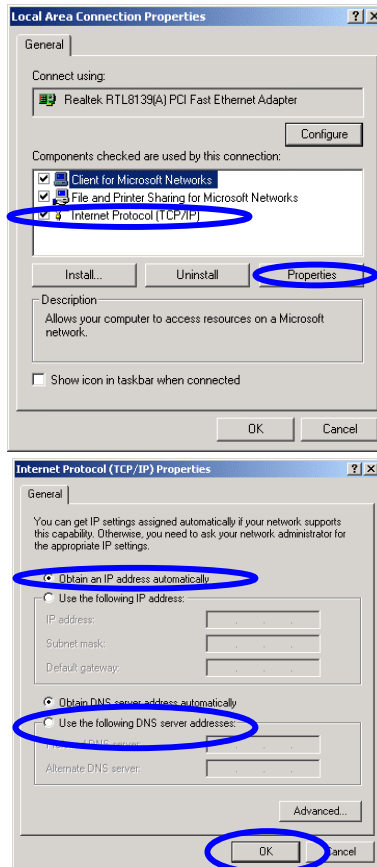 Local Area Connection Properties
General
Connect using:
Realtek RTL8139(A) PCI Fast Ethernet Adapter
Configure
Components checked are used by this connection:
Client for Microsoft Networks
File and Printer Sharing for Microsoft Networks
Internet Protocol (TCP/IP)
Install... Uninstall Properties
Description
Allows your computer to access resources on a Microsoft
network.
Show icon in taskbar when connected
OK Cancel
Internet Protocol (TCP/IP) Properties
General
You can get IP settings assigned automatically if your network supports
this capability. Otherwise, you need to ask your network administrator for
the appropriate IP settings.
Obtain an IP address automatically
Use the following IP address:
IP address:
Subnet mask:
Default gateway:
Obtain DNS server address automatically
Use the following DNS server addresses:
DNS server:
Alternate DNS server:
Advanced...
OK Cancel